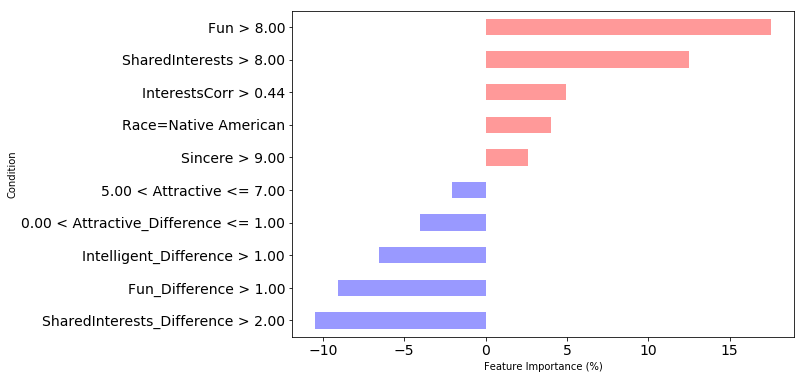 Fun > 8.00
SharedInterests > 8.00
InterestsCorr > 0.44
Race=Native American
Sincere > 9.00
5.00 < Attractive <= 7.00
0.00 < Attractive_Difference <= 1.00
Intelligent_Difference > 1.00
Fun_Difference > 1.00
SharedInterests_Difference > 2.00
Condition
−10 −5 0 5 10 15
Feature Importance (%)